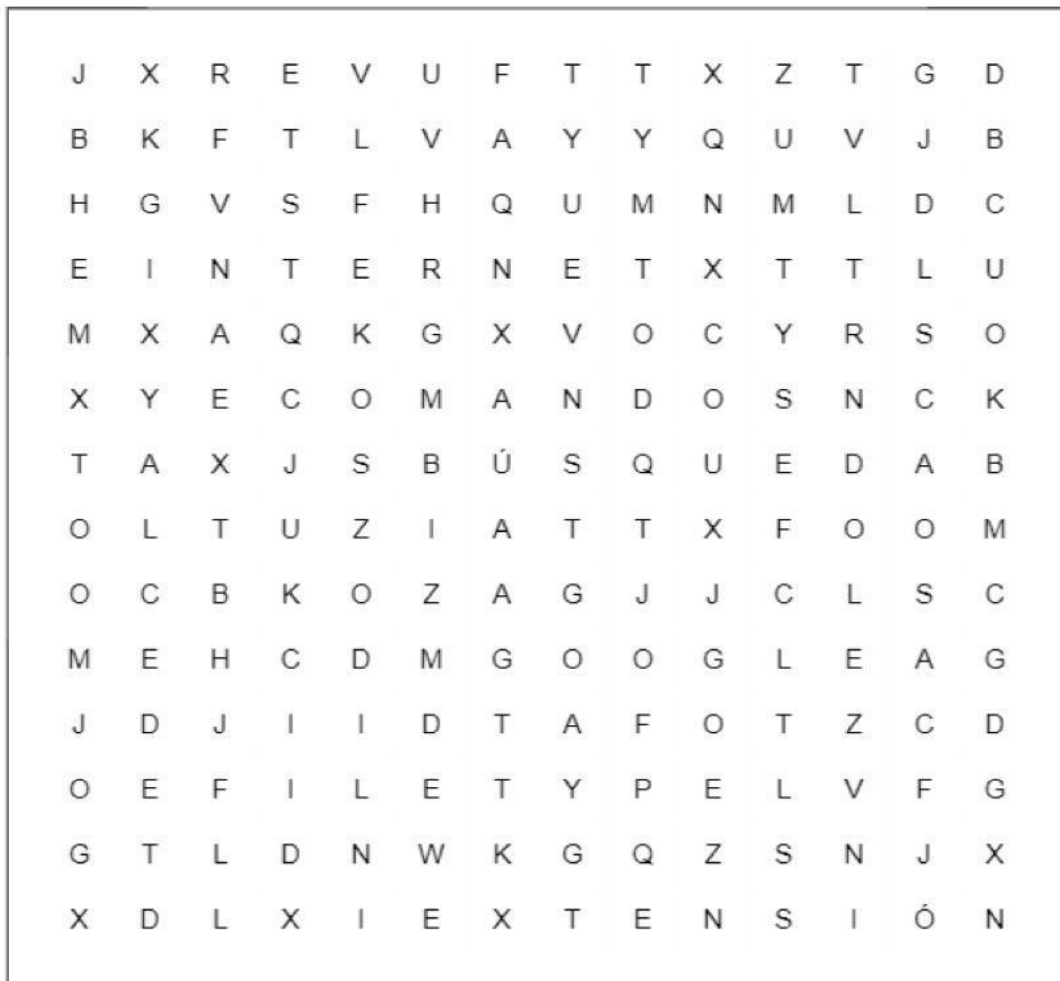 J X R E V U F T T X Z T G D
B K F T L V A Y Y Q U V J B
H G V S F H Q U M N M L D C
E I N T E R N E T X T T L U
M X A Q K G X V O C Y R S O
X Y E C O M A N D O S N C K
T A X J S B Ú S Q U E D A B
O L T U Z I A T T X F O O M
O C B K O Z A G J J C L S C
M E H C D M G O O G L E A G
J D J I I D T A F O T Z C D
O E F I L E T Y P E L V F G
G T L D N W K G Q Z S N J X
X D L X I E X T E N S I Ó N